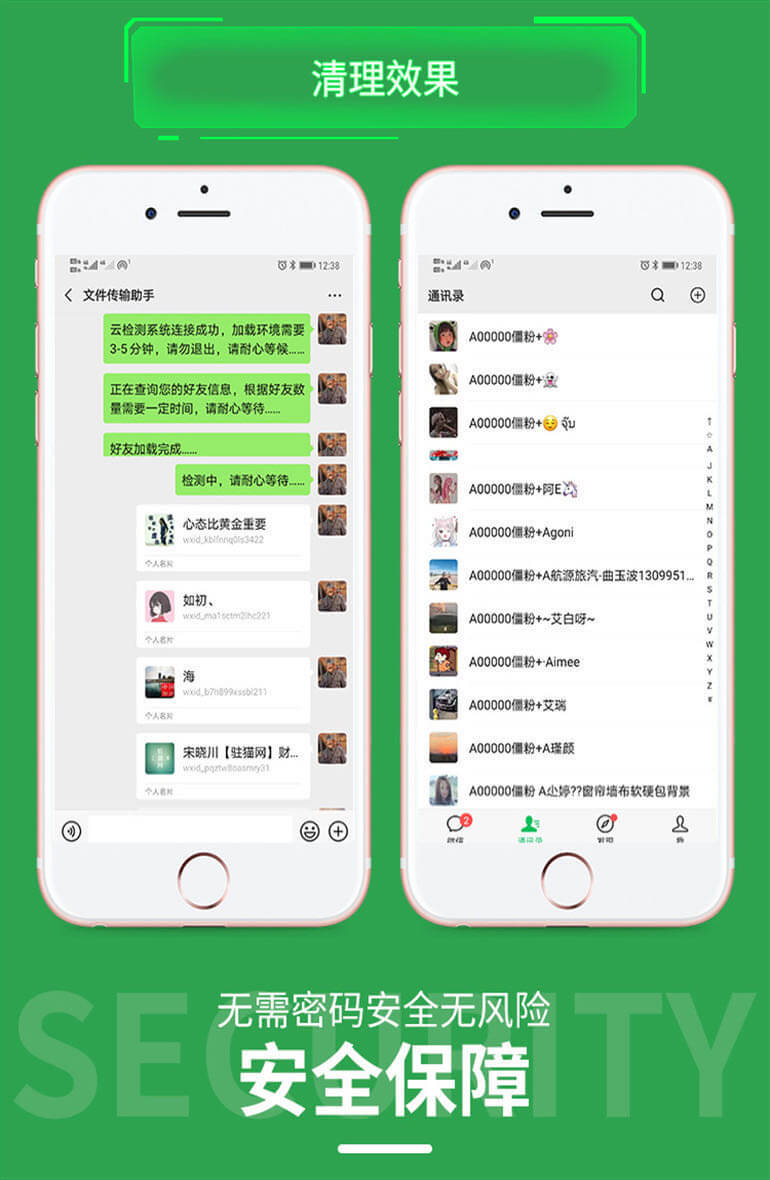 清理效果
12:38
文件传输助手
云检测系统连接成功，加载环境需要
3-5分钟，请勿退出，请耐心等候......
正在查询您的好友信息，根据好友数
量需要一定时间，请耐心等待......
好友加载完成......
检测中，请耐心等待......
心态比黄金重要
个人名片
如初、
个人名片
海
wxid_b7n899xssbl211
个人名片
宋晓川【驻猫网】财...
wxid_pqztw8oasmry31
个人名片
12:38
通讯录
A00000僵粉+🌸
A00000僵粉+👻
A00000僵粉+😌 จุ๊บ
A00000僵粉+阿E🦄
A00000僵粉+Agoni
A00000僵粉+A航源旅汽·曲玉波1309951...
A00000僵粉+~艾白呀~
A00000僵粉+·Aimee
A00000僵粉+艾瑞
A00000僵粉+A瑾颜
A00000僵粉 A尐婷??窗帘墙布软硬包背景
↑
☆
A
J
K
L
M
N
O
P
Q
R
S
T
U
V
W
X
Y
Z
#
2
微信
通讯录
发现
我
SECURITY
无需密码安全无风险
安全保障